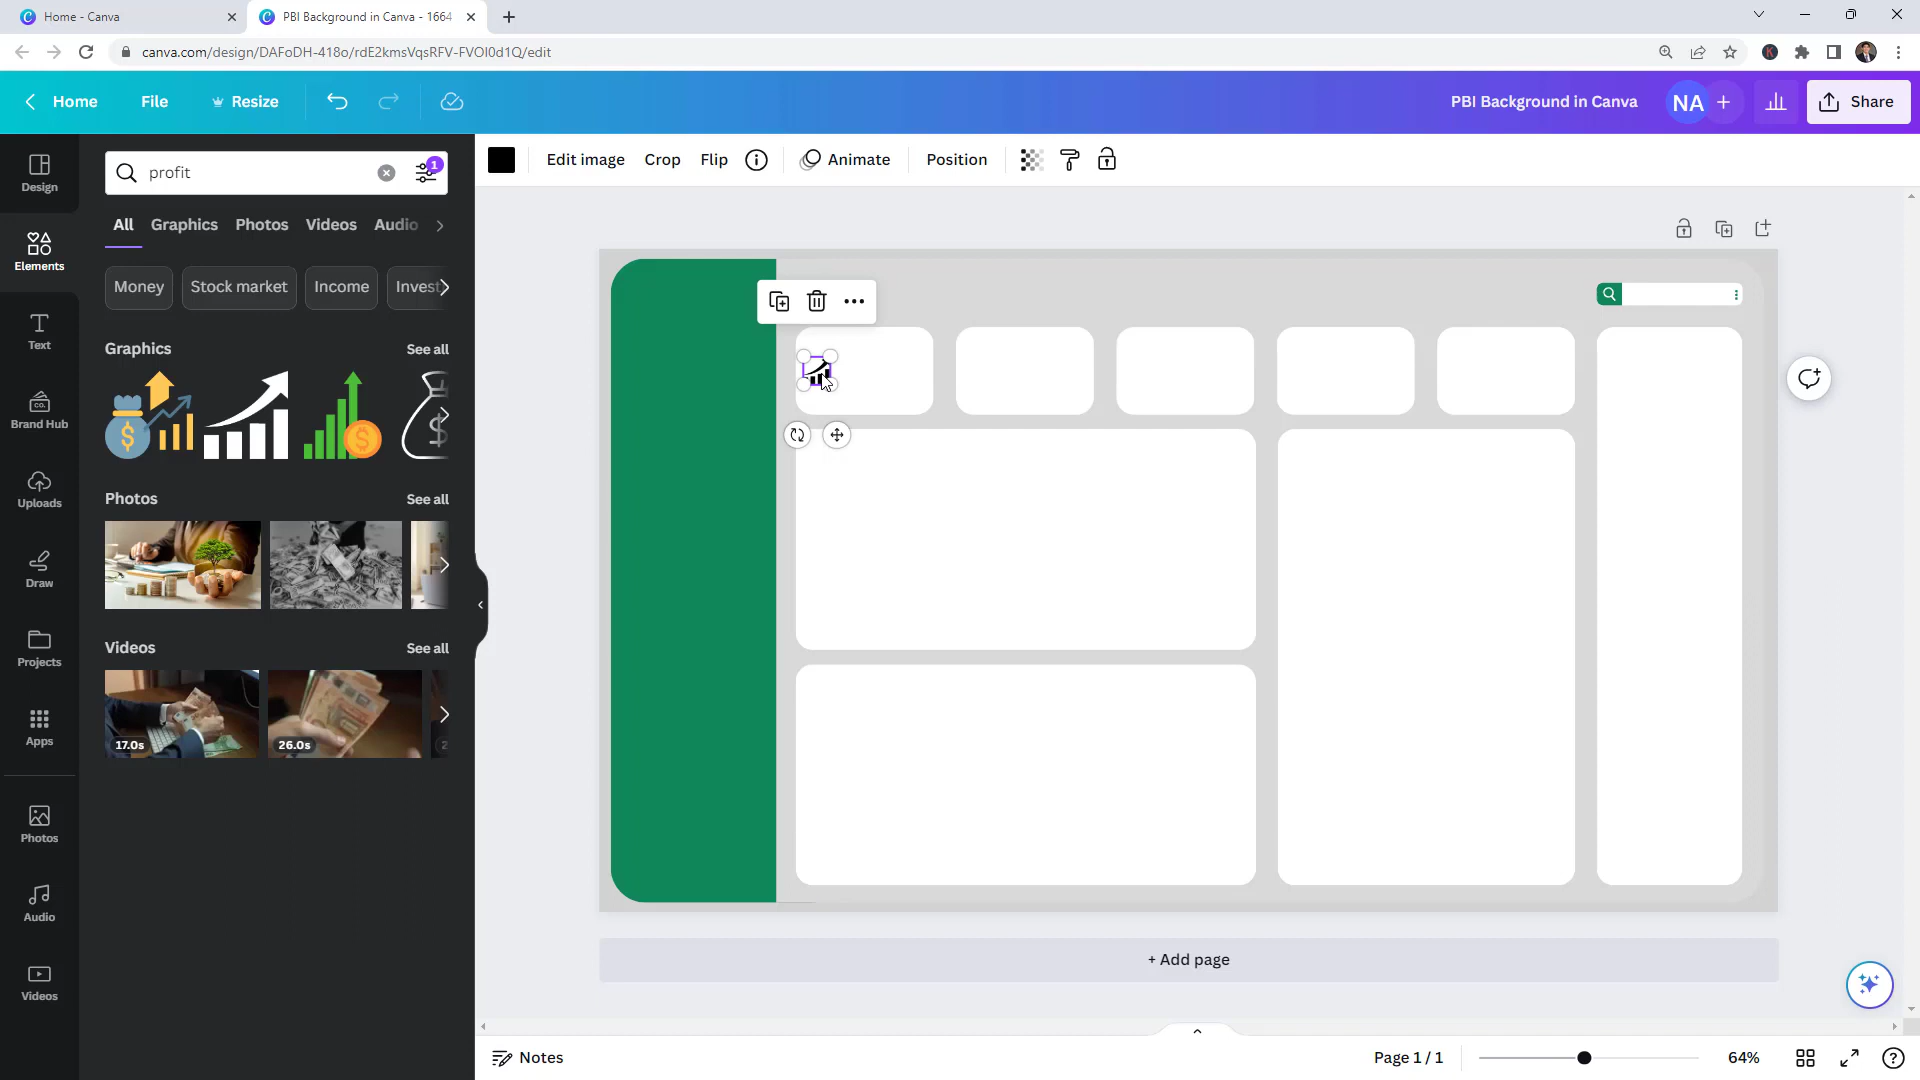 Home - Canva
PBI Background in Canva - 1664
canva.com/design/DAFoDH-418o/rdE2kmsVqsRFV-FVOI0d1Q/edit
Home
File
Resize
PBI Background in Canva
NA
Share
Design
Elements
Text
Brand Hub
Uploads
Draw
Projects
Apps
Photos
Audio
Videos
profit
1
All
Graphics
Photos
Videos
Audio
Money
Stock market
Income
Invest
Graphics
See all
Photos
See all
Videos
See all
17.0s
26.0s
2
Edit image
Crop
Flip
Animate
Position
+ Add page
Notes
Page 1 / 1
64%